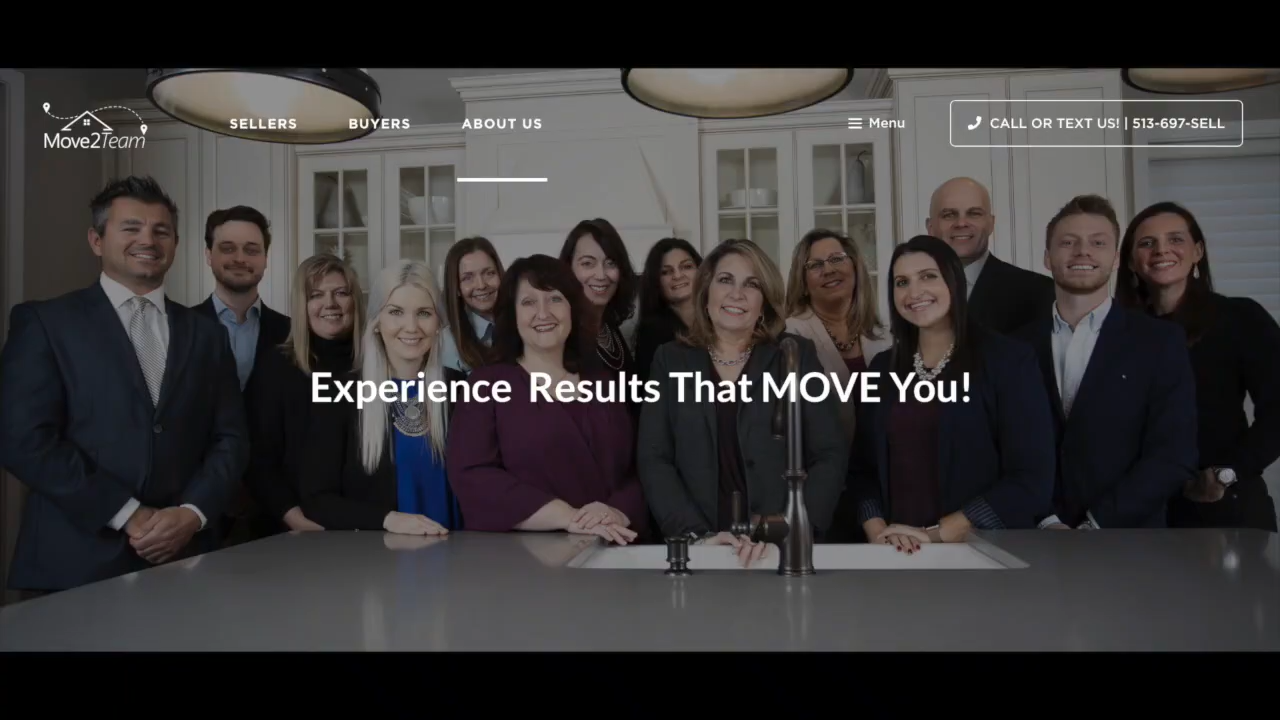 Move2Team
SELLERS
BUYERS
ABOUT US
Menu
CALL OR TEXT US! | 513-697-SELL
Experience Results That MOVE You!